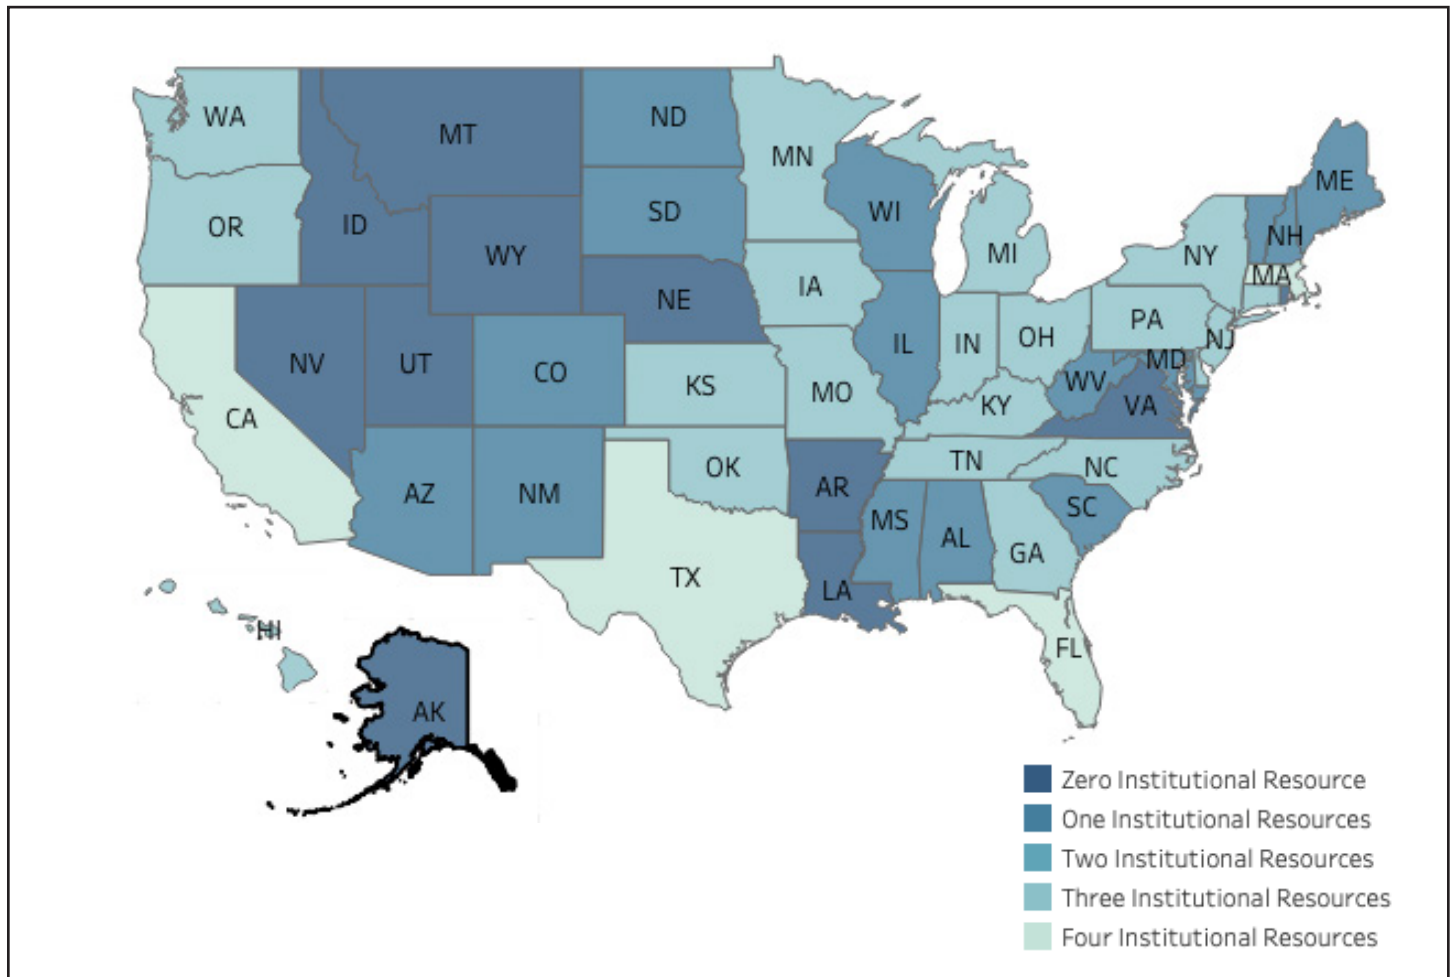 WA
MT
ND
MN
ME
OR
ID
SD
WI
NH
WY
MI
NY
MA
IA
NE
PA
NV
UT
CO
IL
IN
OH
NJ
MD
KS
MO
WV
KY
VA
CA
AZ
NM
OK
TN
NC
AR
MS
AL
SC
GA
TX
LA
HI
FL
AK
Zero Institutional Resource
One Institutional Resources
Two Institutional Resources
Three Institutional Resources
Four Institutional Resources